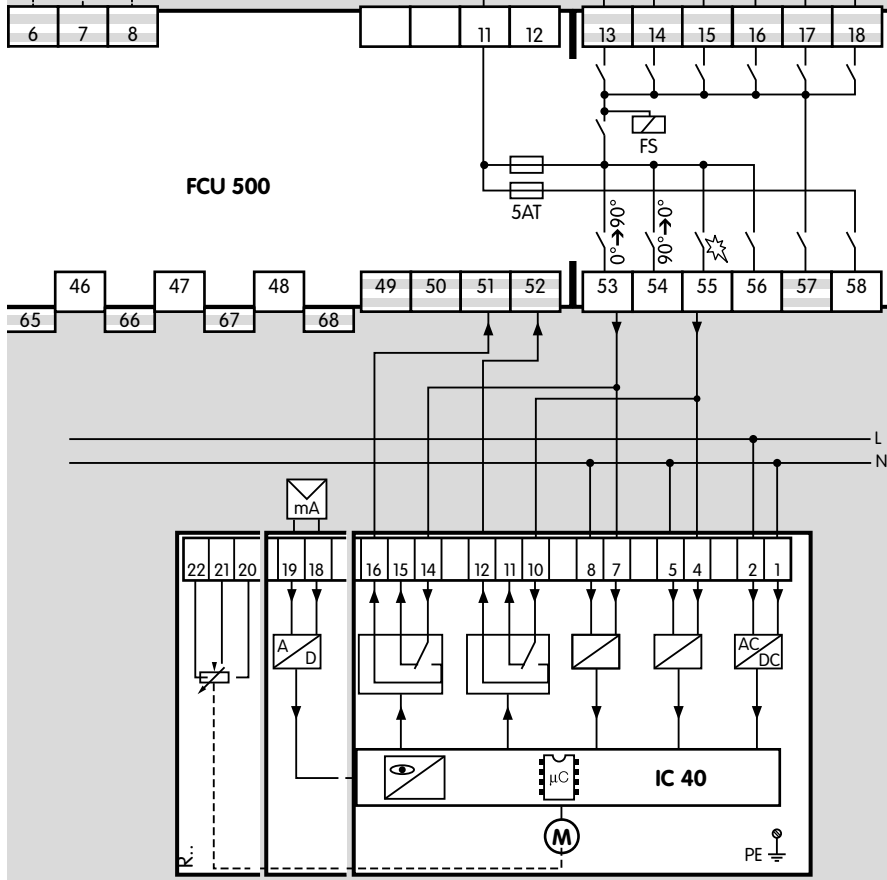 6 7 8 11 12 13 14 15 16 17 18
FS
FCU 500
5AT
0°→90°
90°→0°
46 47 48 49 50 51 52 53 54 55 56 57 58
65 66 67 68
L
N
mA
22 21 20 19 18 16 15 14 12 11 10 8 7 5 4 2 1
A
D
AC
DC
µC
IC 40
M
R..
PE